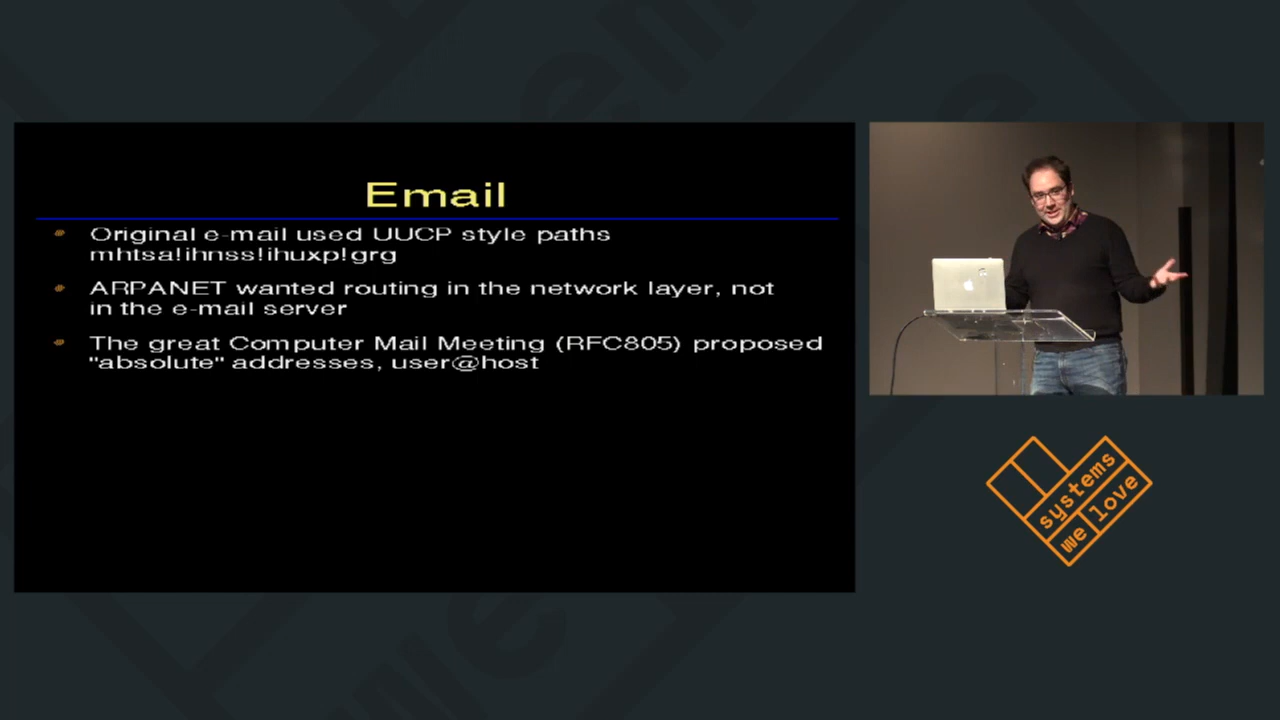 Email
Original e-mail used UUCP style paths
mhtsa!ihnss!ihuxp!grg
ARPANET wanted routing in the network layer, not
in the e-mail server
The great Computer Mail Meeting (RFC805) proposed
"absolute" addresses, user@host
systems
we love